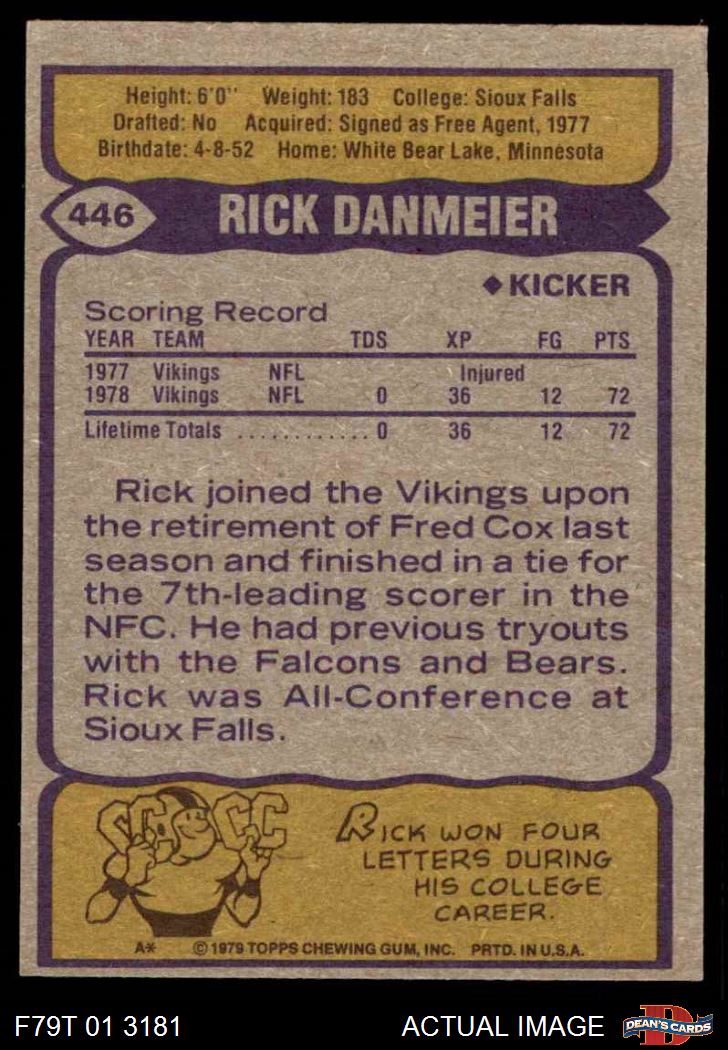 Height: 6'0" Weight: 183 College: Sioux Falls
Drafted: No Acquired: Signed as Free Agent, 1977
Birthdate: 4-8-52 Home: White Bear Lake, Minnesota
446 RICK DANMEIER
◆ KICKER
Scoring Record
YEAR TEAM TDS XP FG PTS
1977 Vikings NFL Injured
1978 Vikings NFL 0 36 12 72
Lifetime Totals ............ 0 36 12 72
Rick joined the Vikings upon
the retirement of Fred Cox last
season and finished in a tie for
the 7th-leading scorer in the
NFC. He had previous tryouts
with the Falcons and Bears.
Rick was All-Conference at
Sioux Falls.
CC CC
RICK WON FOUR
LETTERS DURING
HIS COLLEGE
CAREER.
A* © 1979 TOPPS CHEWING GUM, INC. PRTD. IN U.S.A.
F79T 01 3181 ACTUAL IMAGE D DEAN'S CARDS